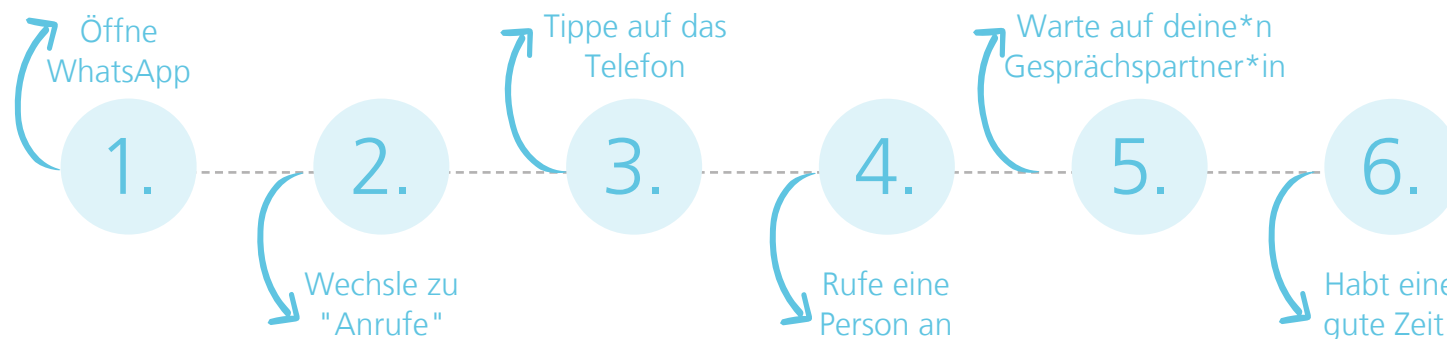 Öffne
WhatsApp
1.
2.
Wechsle zu
"Anrufe"
Tippe auf das
Telefon
3.
4.
Rufe eine
Person an
Warte auf deine*n
Gesprächspartner*in
5.
6.
Habt eine
gute Zeit